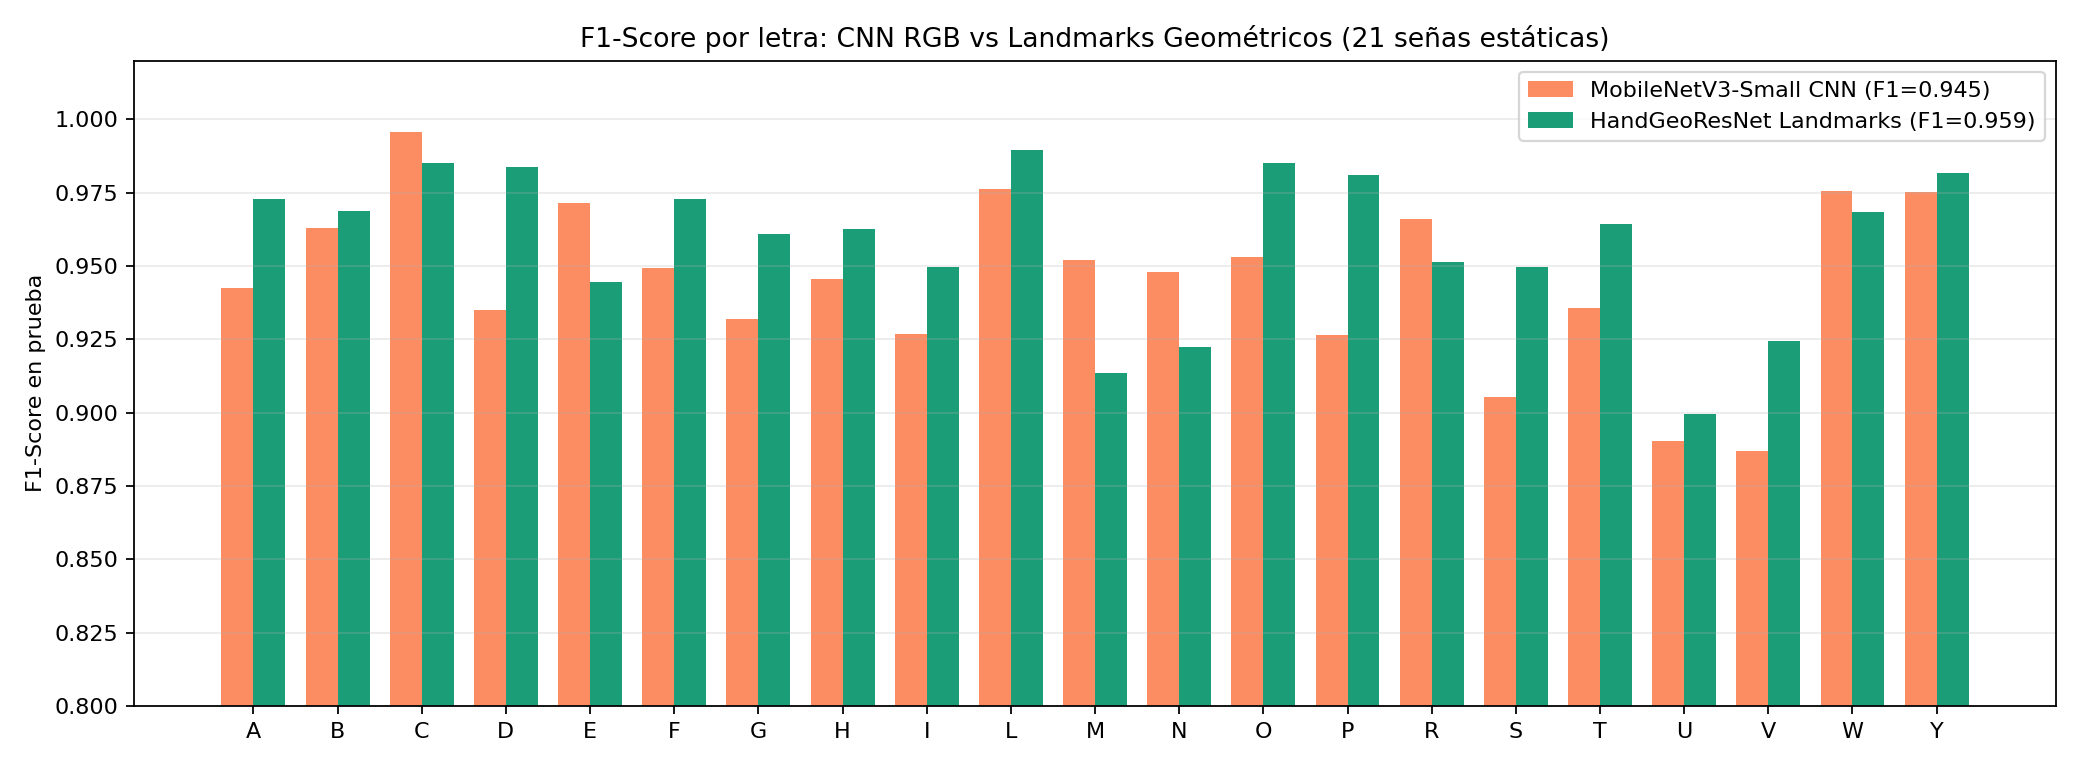 F1-Score por letra: CNN RGB vs Landmarks Geométricos (21 señas estáticas)
MobileNetV3-Small CNN (F1=0.945)
HandGeoResNet Landmarks (F1=0.959)
F1-Score en prueba
1.000
0.975
0.950
0.925
0.900
0.875
0.850
0.825
0.800
A B C D E F G H I L M N O P R S T U V W Y